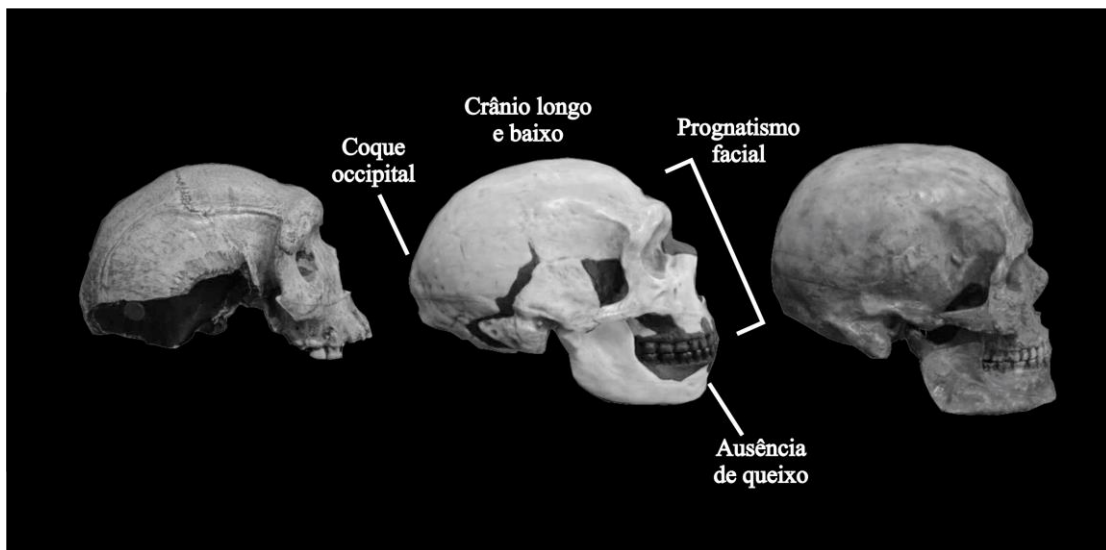 Crânio longo
e baixo
Prognatismo
facial
Coque
occipital
Ausência
de queixo